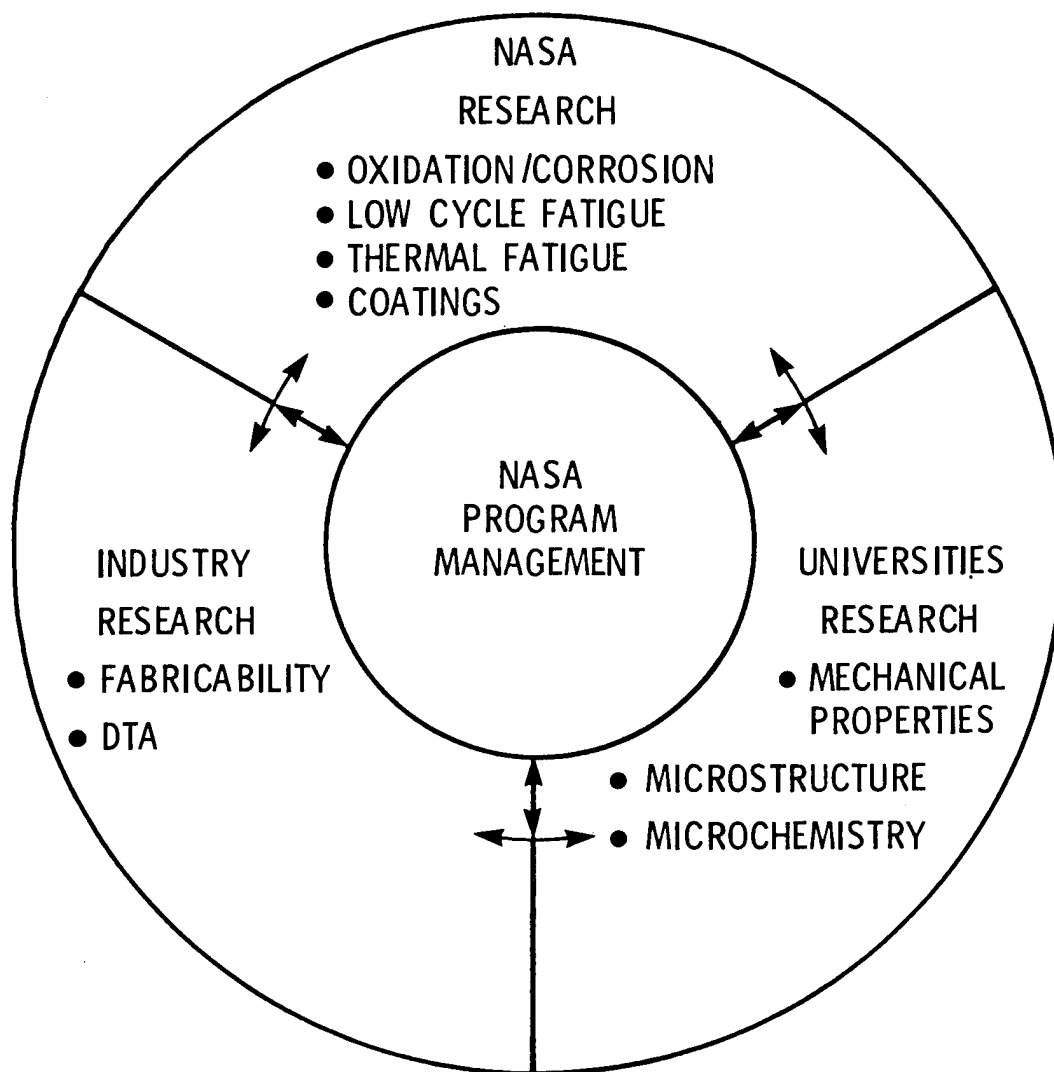 NASA
RESEARCH
● OXIDATION/CORROSION
● LOW CYCLE FATIGUE
● THERMAL FATIGUE
● COATINGS
NASA
PROGRAM
MANAGEMENT
INDUSTRY
RESEARCH
● FABRICABILITY
● DTA
UNIVERSITIES
RESEARCH
● MECHANICAL
PROPERTIES
● MICROSTRUCTURE
● MICROCHEMISTRY